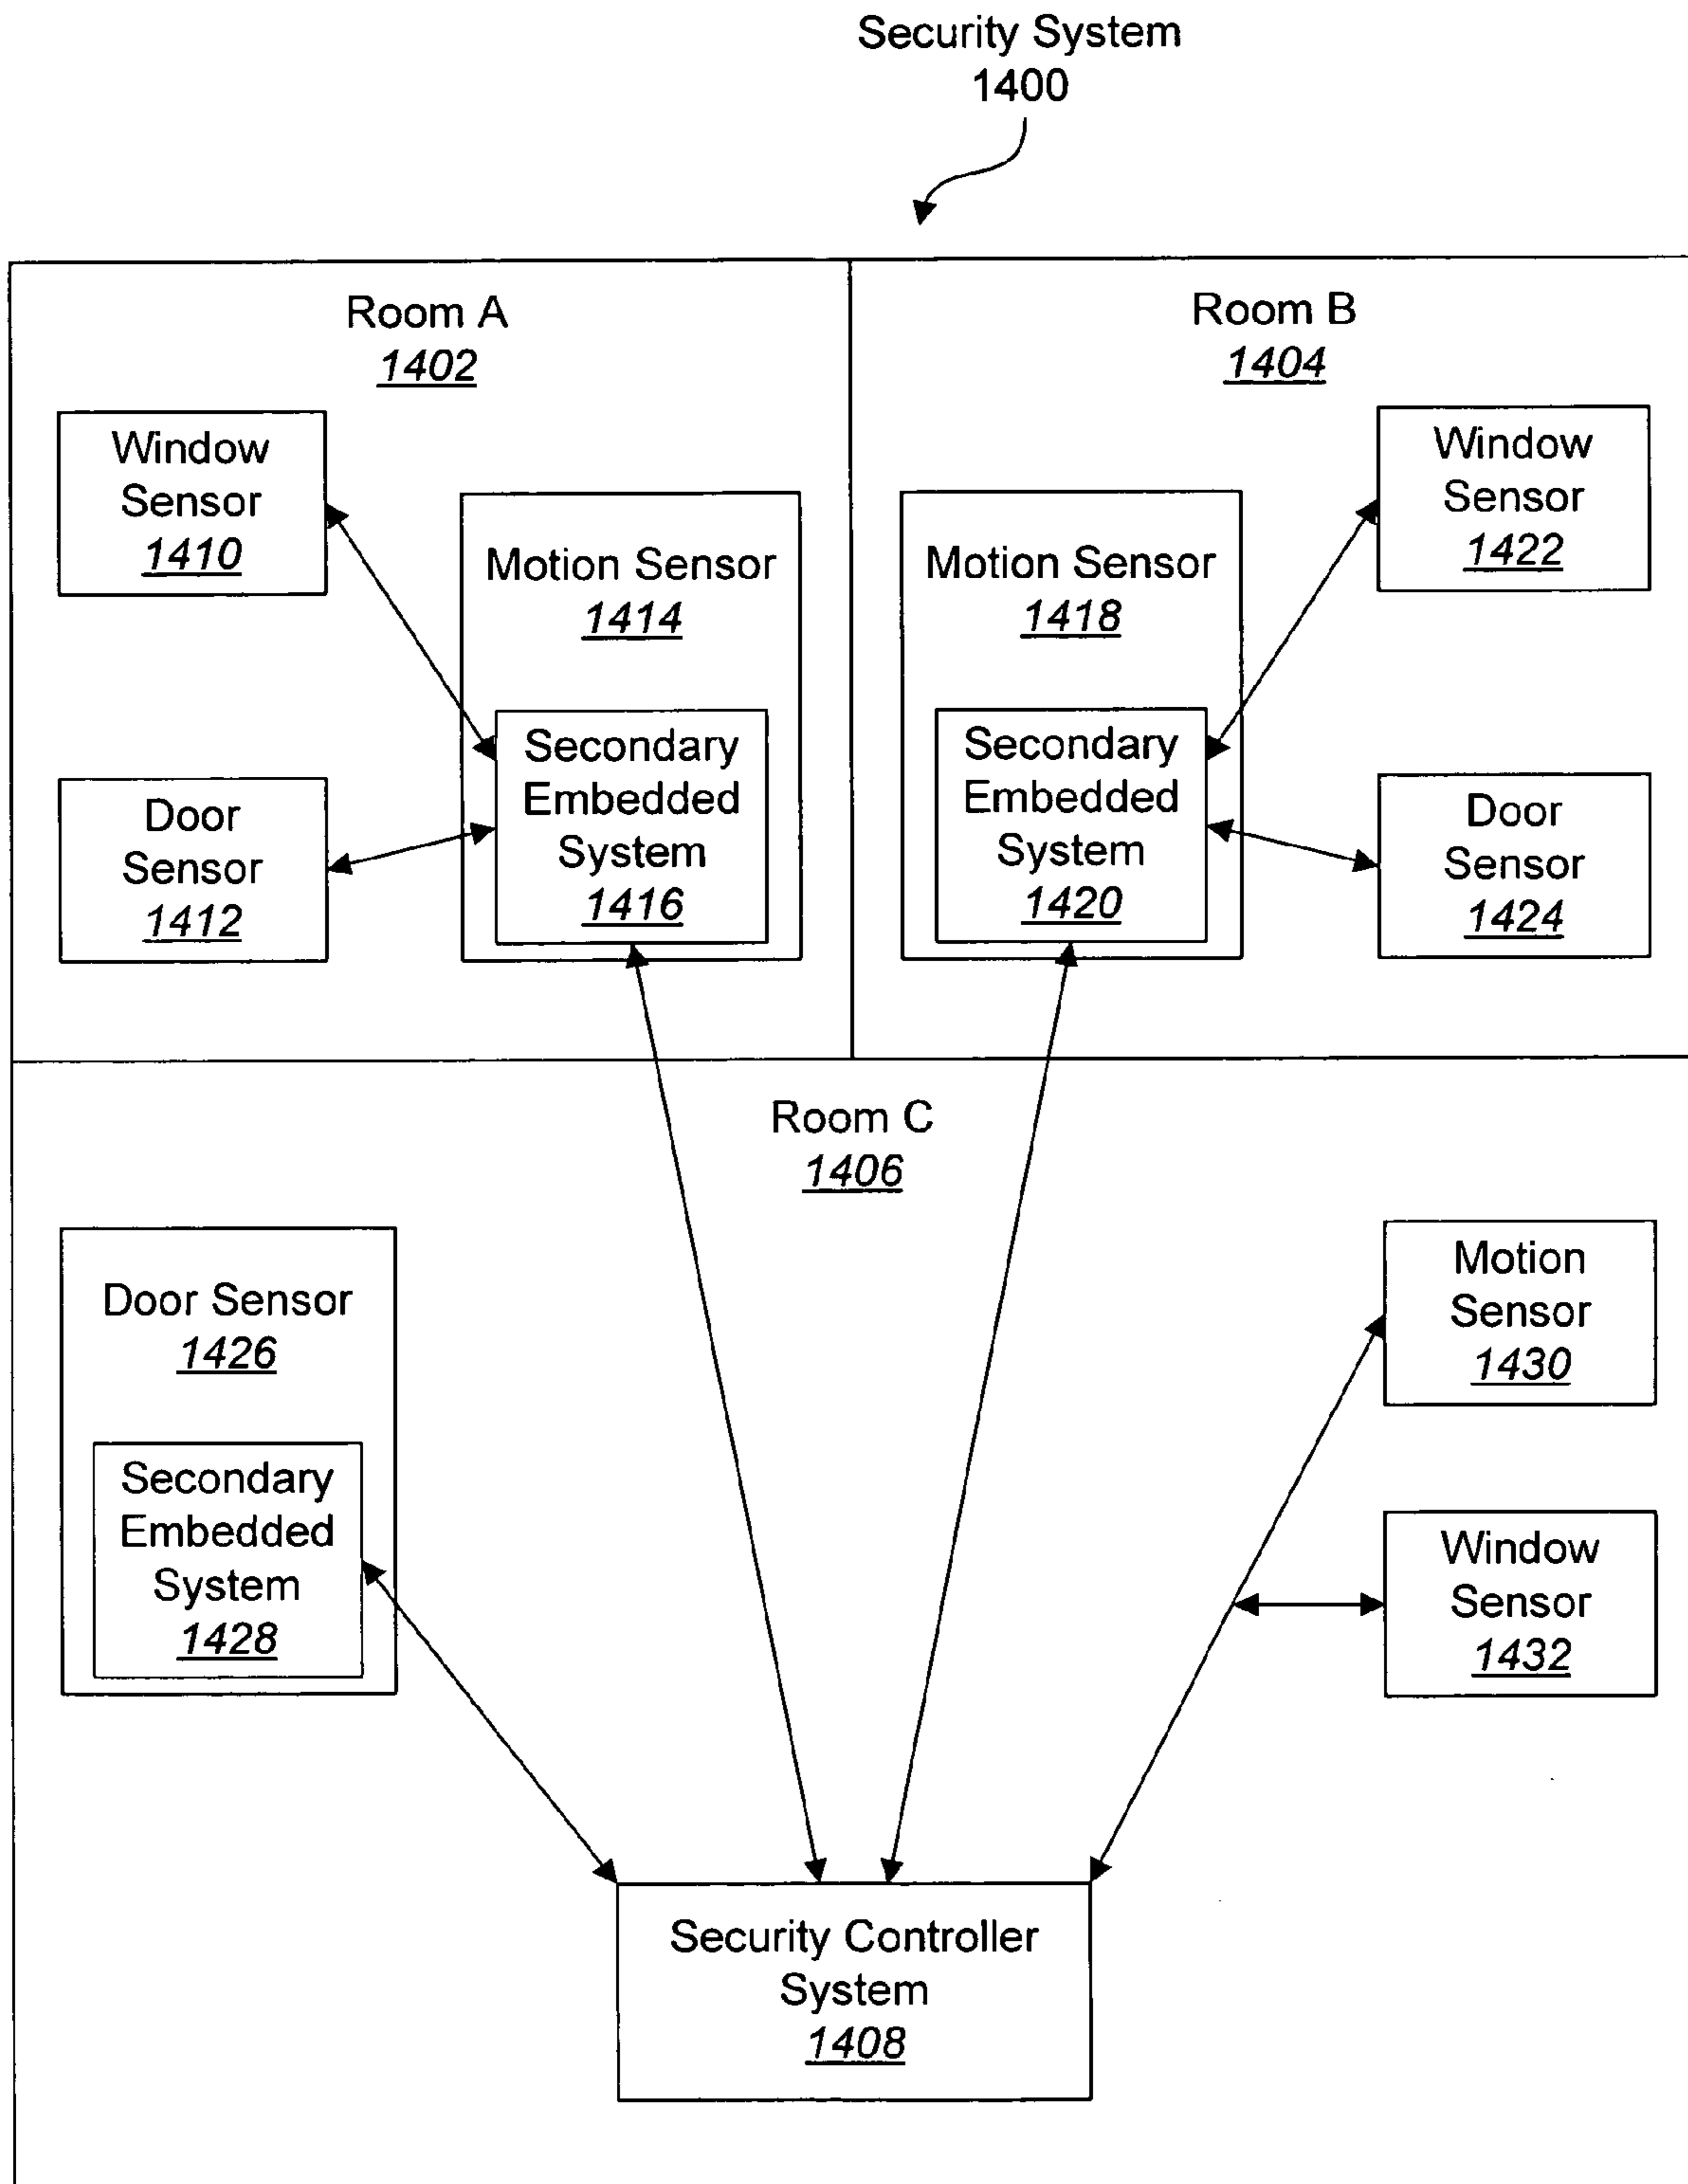 Security System
1400
Room A
1402
Window
Sensor
1410
Motion Sensor
1414
Secondary
Embedded
System
1416
Door
Sensor
1412
Room B
1404
Motion Sensor
1418
Secondary
Embedded
System
1420
Window
Sensor
1422
Door
Sensor
1424
Room C
1406
Door Sensor
1426
Secondary
Embedded
System
1428
Motion
Sensor
1430
Window
Sensor
1432
Security Controller
System
1408